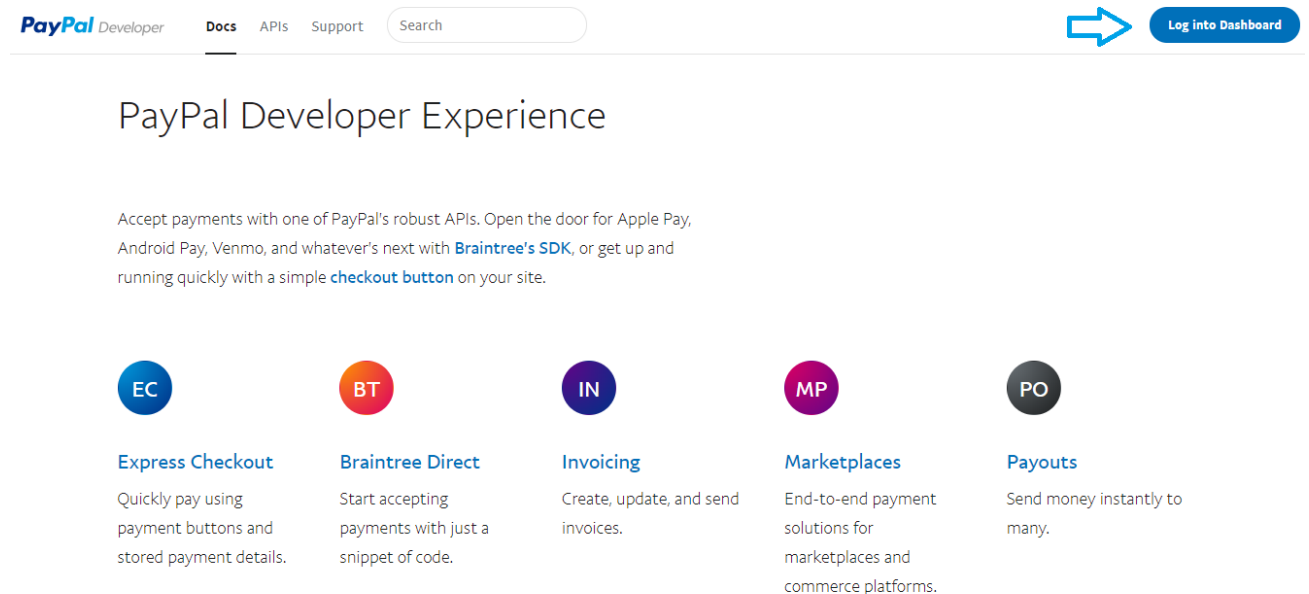 PayPal Developer Docs APIs Support Search Log into Dashboard
PayPal Developer Experience
Accept payments with one of PayPal's robust APIs. Open the door for Apple Pay,
Android Pay, Venmo, and whatever's next with Braintree's SDK, or get up and
running quickly with a simple checkout button on your site.
EC
Express Checkout
Quickly pay using
payment buttons and
stored payment details.
BT
Braintree Direct
Start accepting
payments with just a
snippet of code.
IN
Invoicing
Create, update, and send
invoices.
MP
Marketplaces
End-to-end payment
solutions for
marketplaces and
commerce platforms.
PO
Payouts
Send money instantly to
many.